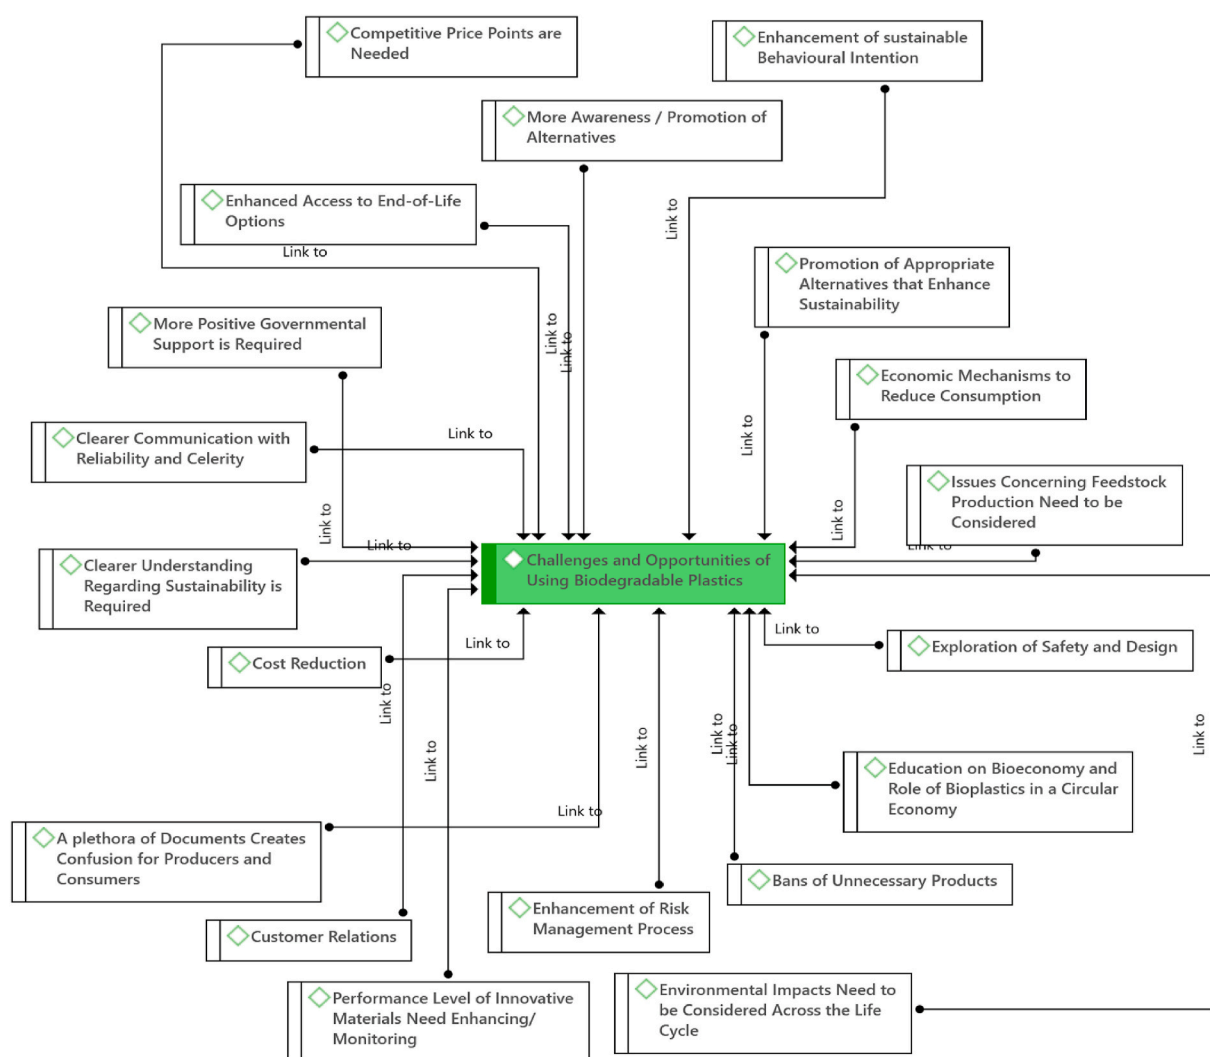 Competitive Price Points are
Needed
Enhancement of sustainable
Behavioural Intention
More Awareness / Promotion of
Alternatives
Enhanced Access to End-of-Life
Options
Link to
Link to
Promotion of Appropriate
Alternatives that Enhance
Sustainability
More Positive Governmental
Support is Required
Link to
Link to
Economic Mechanisms to
Reduce Consumption
Clearer Communication with
Reliability and Celerity
Link to
Link to
Issues Concerning Feedstock
Production Need to be
Considered
Link to
Link to
Link to
Link to
Clearer Understanding
Regarding Sustainability is
Required
Challenges and Opportunities of
Using Biodegradable Plastics
Cost Reduction
Link to
Link to
Exploration of Safety and Design
Link to
Link to
Link to
Link to
Link to
Link to
Education on Bioeconomy and
Role of Bioplastics in a Circular
Economy
A plethora of Documents Creates
Confusion for Producers and
Consumers
Link to
Bans of Unnecessary Products
Customer Relations
Enhancement of Risk
Management Process
Performance Level of Innovative
Materials Need Enhancing/
Monitoring
Environmental Impacts Need to
be Considered Across the Life
Cycle